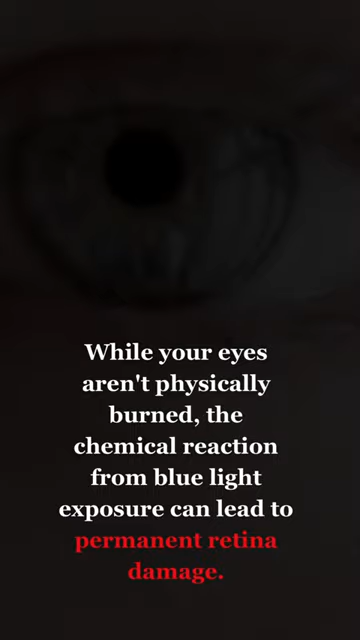 While your eyes
aren't physically
burned, the
chemical reaction
from blue light
exposure can lead to
permanent retina
damage.